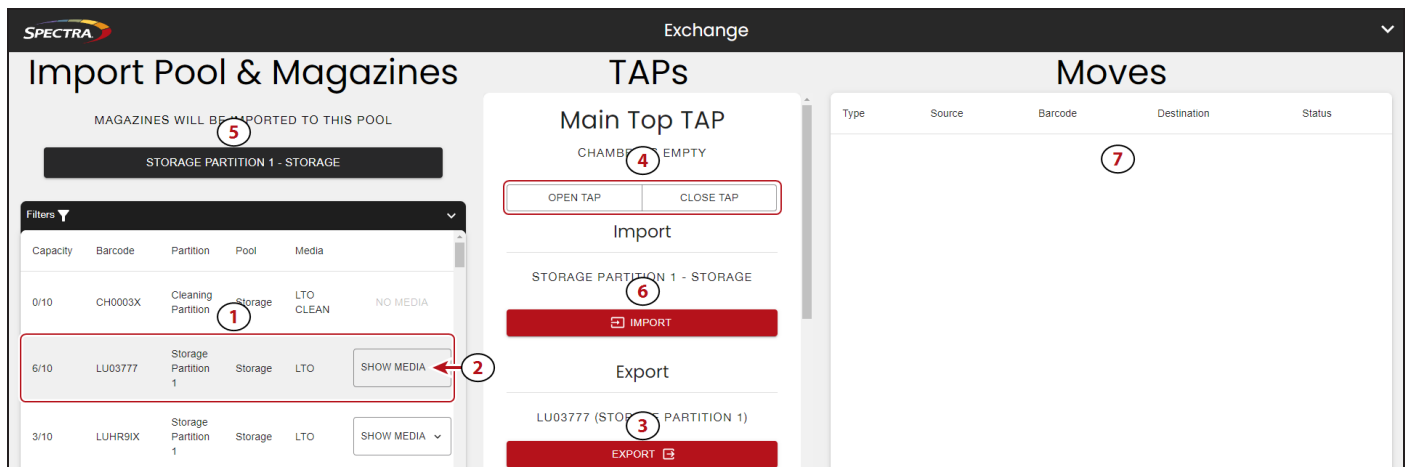 SPECTRA
Exchange
Import Pool & Magazines
MAGAZINES WILL BE IMPORTED TO THIS POOL
5
STORAGE PARTITION 1 - STORAGE
Filters
Capacity Barcode Partition Pool Media
0/10 CH0003X Cleaning Partition Storage LTO CLEAN NO MEDIA
1
6/10 LU03777 Storage Partition 1 Storage LTO SHOW MEDIA
2
3/10 LUHR9IX Storage Partition 1 Storage LTO SHOW MEDIA
TAPs
Main Top TAP
EMPTY
4
OPEN TAP CLOSE TAP
Import
STORAGE PARTITION 1 - STORAGE
6
IMPORT
Export
LU03777 (STORAGE PARTITION 1)
3
EXPORT
Moves
Type Source Barcode Destination Status
7